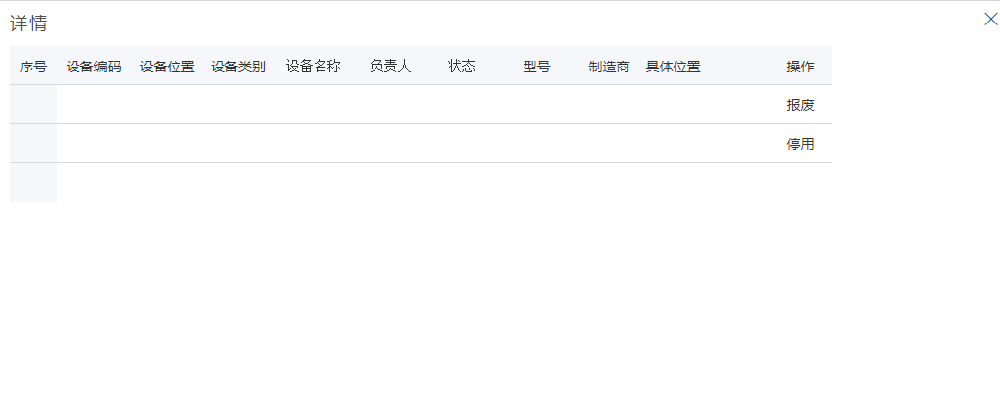 详情
序号 设备编码 设备位置 设备类别 设备名称 负责人 状态 型号 制造商 具体位置 操作
报废
停用